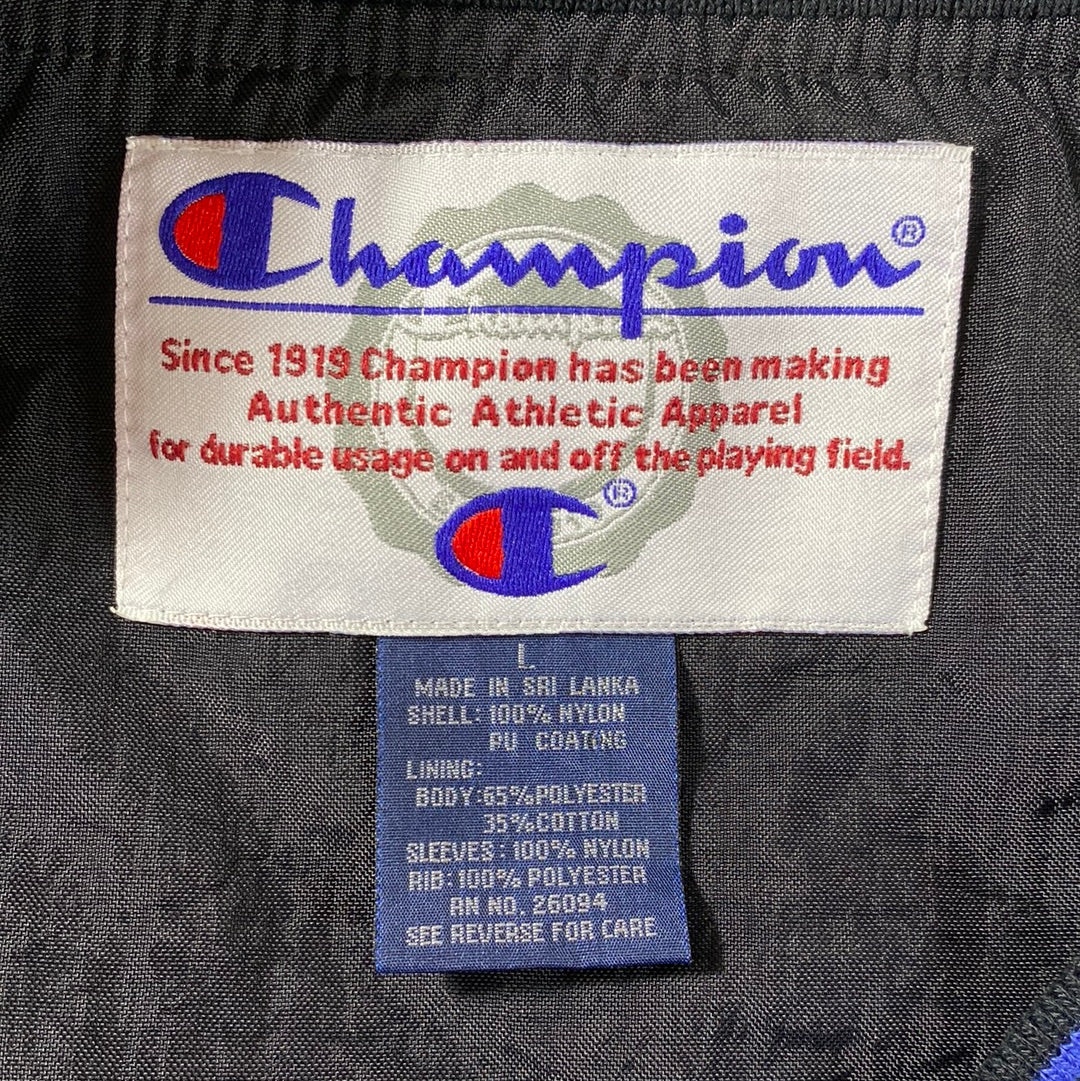 Champion®
Since 1919 Champion has been making
Authentic Athletic Apparel
for durable usage on and off the playing field.
®
L
MADE IN SRI LANKA
SHELL: 100% NYLON
PU COATING
LINING:
BODY: 65% POLYESTER
35% COTTON
SLEEVES: 100% NYLON
RIB: 100% POLYESTER
RN NO. 26094
SEE REVERSE FOR CARE